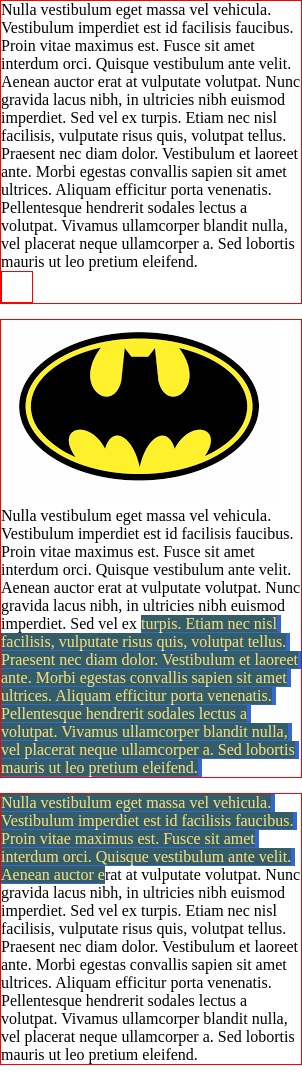 Nulla vestibulum eget massa vel vehicula.
Vestibulum imperdiet est id facilisis faucibus.
Proin vitae maximus est. Fusce sit amet
interdum orci. Quisque vestibulum ante velit.
Aenean auctor erat at vulputate volutpat. Nunc
gravida lacus nibh, in ultricies nibh euismod
imperdiet. Sed vel ex turpis. Etiam nec nisl
facilisis, vulputate risus quis, volutpat tellus.
Praesent nec diam dolor. Vestibulum et laoreet
ante. Morbi egestas convallis sapien sit amet
ultrices. Aliquam efficitur porta venenatis.
Pellentesque hendrerit sodales lectus a
volutpat. Vivamus ullamcorper blandit nulla,
vel placerat neque ullamcorper a. Sed lobortis
mauris ut leo pretium eleifend.
Nulla vestibulum eget massa vel vehicula.
Vestibulum imperdiet est id facilisis faucibus.
Proin vitae maximus est. Fusce sit amet
interdum orci. Quisque vestibulum ante velit.
Aenean auctor erat at vulputate volutpat. Nunc
gravida lacus nibh, in ultricies nibh euismod
imperdiet. Sed vel ex turpis. Etiam nec nisl
facilisis, vulputate risus quis, volutpat tellus.
Praesent nec diam dolor. Vestibulum et laoreet
ante. Morbi egestas convallis sapien sit amet
ultrices. Aliquam efficitur porta venenatis.
Pellentesque hendrerit sodales lectus a
volutpat. Vivamus ullamcorper blandit nulla,
vel placerat neque ullamcorper a. Sed lobortis
mauris ut leo pretium eleifend.
Nulla vestibulum eget massa vel vehicula.
Vestibulum imperdiet est id facilisis faucibus.
Proin vitae maximus est. Fusce sit amet
interdum orci. Quisque vestibulum ante velit.
Aenean auctor erat at vulputate volutpat. Nunc
gravida lacus nibh, in ultricies nibh euismod
imperdiet. Sed vel ex turpis. Etiam nec nisl
facilisis, vulputate risus quis, volutpat tellus.
Praesent nec diam dolor. Vestibulum et laoreet
ante. Morbi egestas convallis sapien sit amet
ultrices. Aliquam efficitur porta venenatis.
Pellentesque hendrerit sodales lectus a
volutpat. Vivamus ullamcorper blandit nulla,
vel placerat neque ullamcorper a. Sed lobortis
mauris ut leo pretium eleifend.